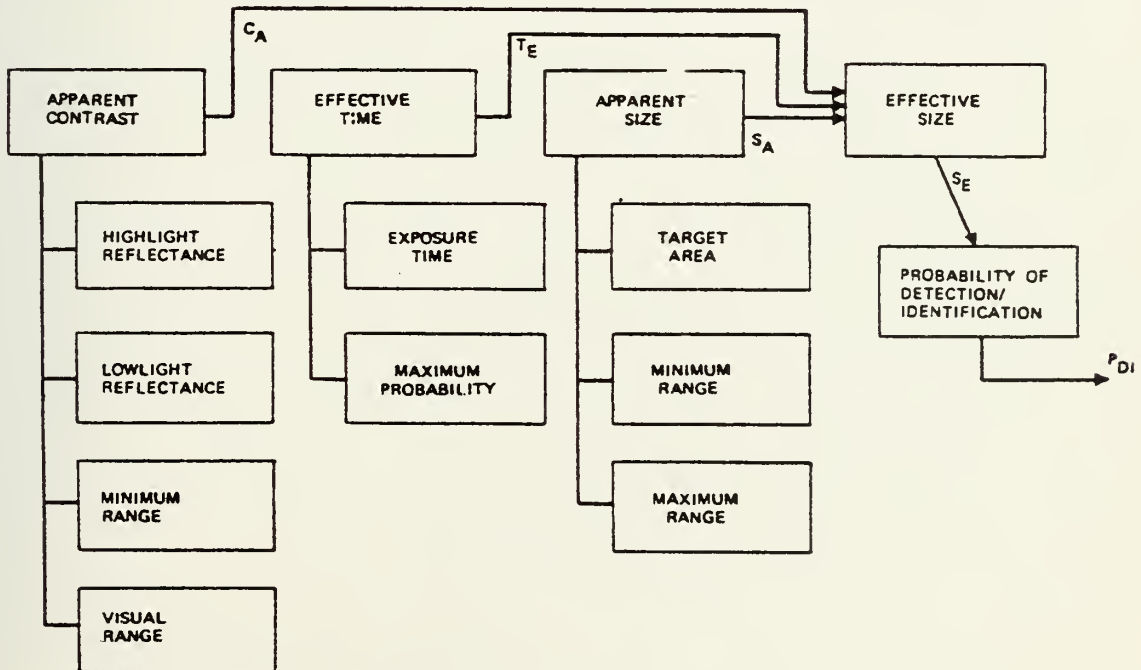 C_A
T_E
APPARENT
CONTRAST
EFFECTIVE
TIME
APPARENT
SIZE
S_A
EFFECTIVE
SIZE
S_E
HIGHLIGHT
REFLECTANCE
EXPOSURE
TIME
TARGET
AREA
PROBABILITY OF
DETECTION/
IDENTIFICATION
P_DI
LOWLIGHT
REFLECTANCE
MAXIMUM
PROBABILITY
MINIMUM
RANGE
MINIMUM
RANGE
MAXIMUM
RANGE
VISUAL
RANGE